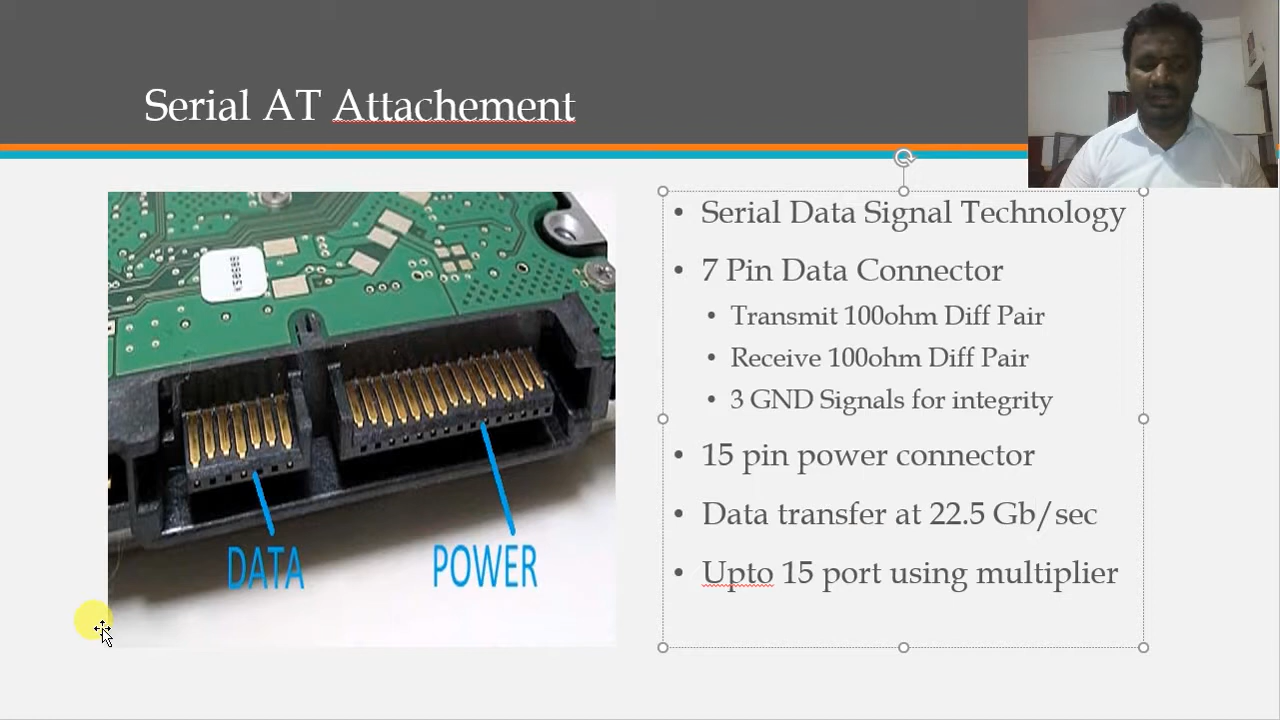 Serial AT Attachement
Serial Data Signal Technology
7 Pin Data Connector
Transmit 100ohm Diff Pair
Receive 100ohm Diff Pair
3 GND Signals for integrity
15 pin power connector
Data transfer at 22.5 Gb/sec
Upto 15 port using multiplier
DATA
POWER